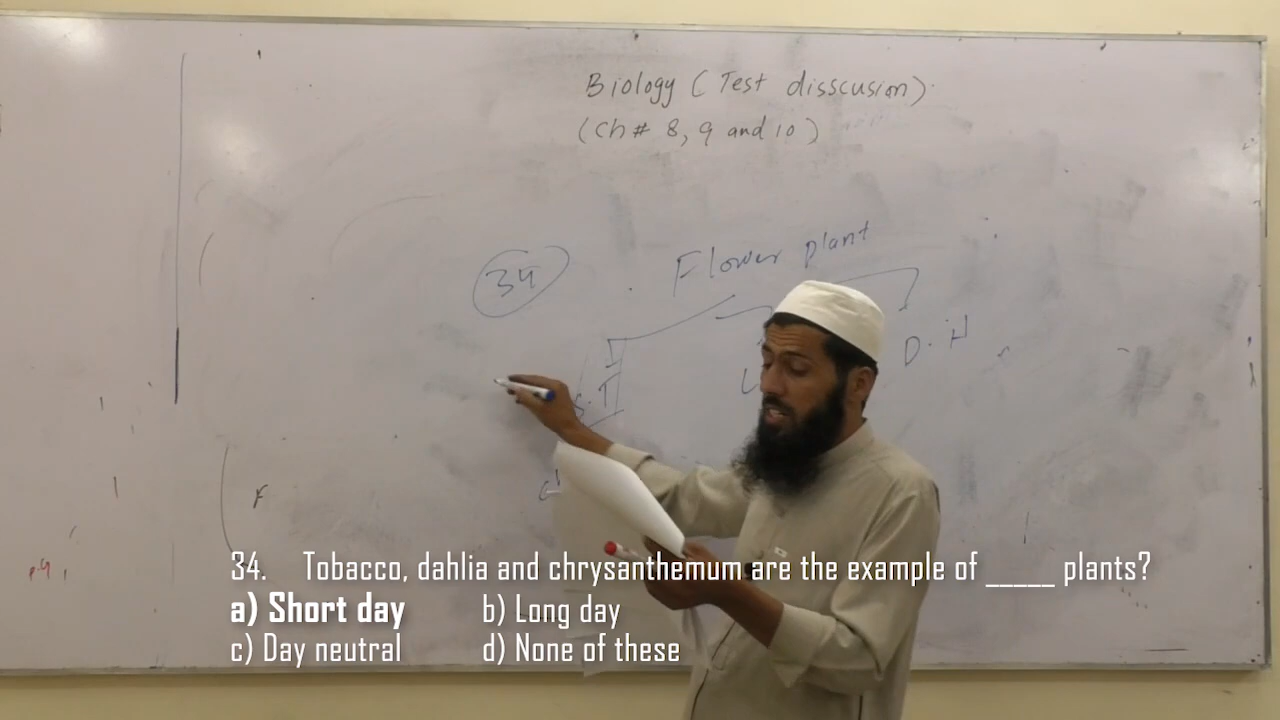 Biology (Test disscusion)
(Ch# 8, 9 and 10)
Flower plant
34
D. N
34. Tobacco, dahlia and chrysanthemum are the example of _____ plants?
a) Short day b) Long day
c) Day neutral d) None of these